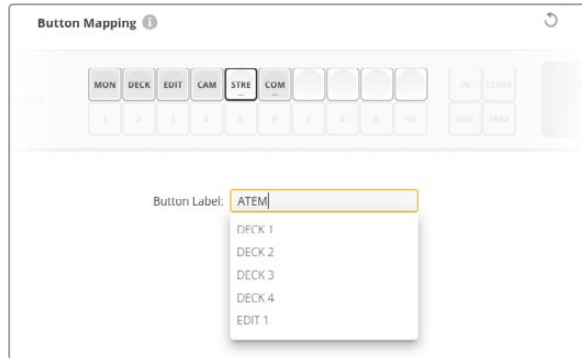 Button Mapping
MON DECK EDIT CAM STRE ... COM ...
IN CLEAR
1 2 3 4 5 6 7 8 9 10
OUT TAKE
Button Label: ATEM
DECK 1
DECK 2
DECK 3
DECK 4
EDIT 1